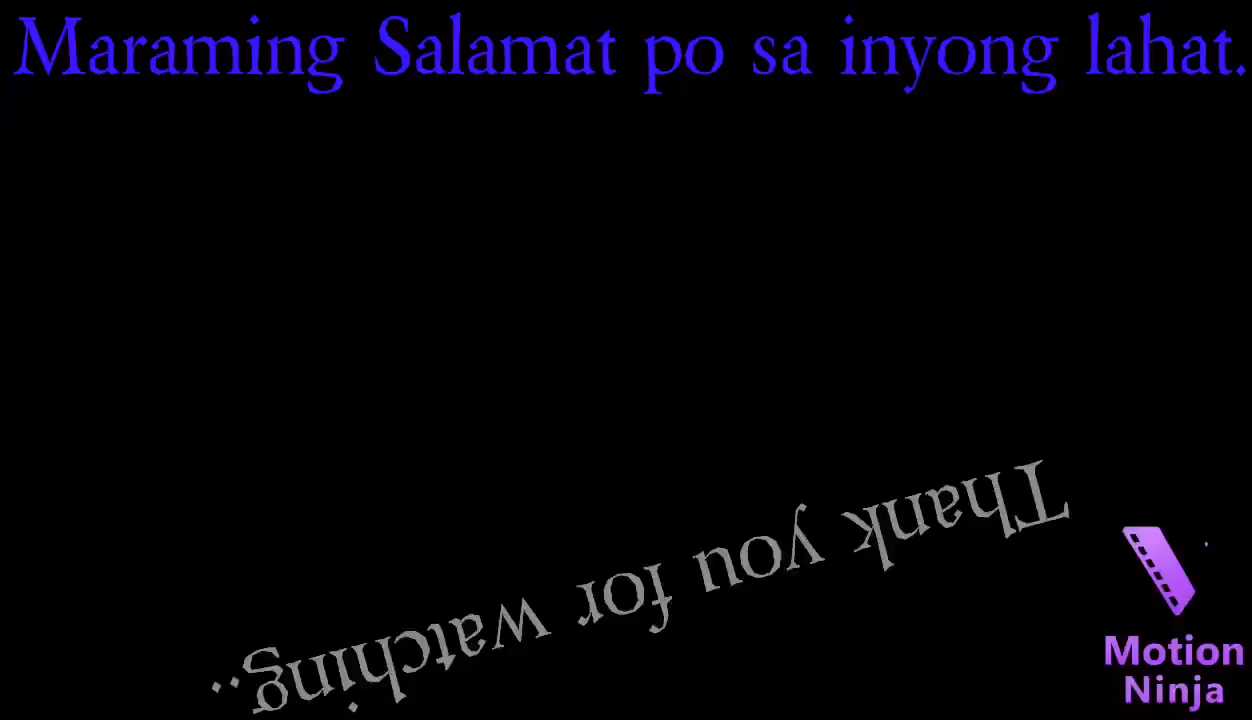 Maraming Salamat po sa inyong lahat.
Thank you for watching..
Motion
Ninja